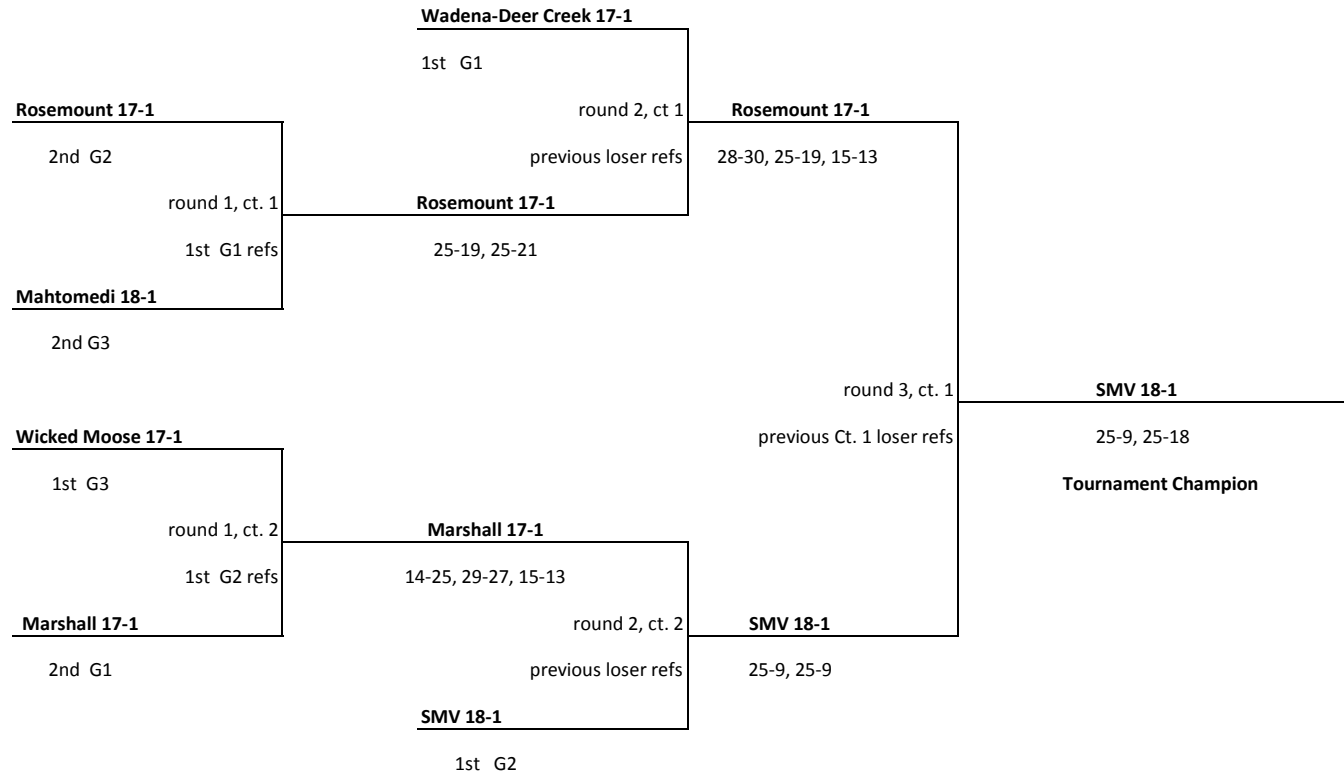 Wadena-Deer Creek 17-1
1st G1
Rosemount 17-1
round 2, ct 1
Rosemount 17-1
2nd G2
previous loser refs
28-30, 25-19, 15-13
round 1, ct. 1
Rosemount 17-1
1st G1 refs
25-19, 25-21
Mahtomedi 18-1
2nd G3
round 3, ct. 1
SMV 18-1
Wicked Moose 17-1
previous Ct. 1 loser refs
25-9, 25-18
1st G3
Tournament Champion
round 1, ct. 2
Marshall 17-1
1st G2 refs
14-25, 29-27, 15-13
Marshall 17-1
round 2, ct. 2
SMV 18-1
2nd G1
previous loser refs
25-9, 25-9
SMV 18-1
1st G2